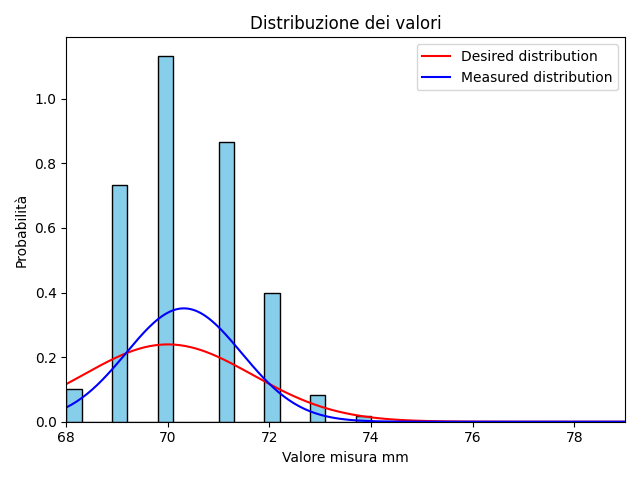 Distribuzione dei valori
Desired distribution
Measured distribution
Probabilità
1.0
0.8
0.6
0.4
0.2
0.0
68 70 72 74 76 78
Valore misura mm